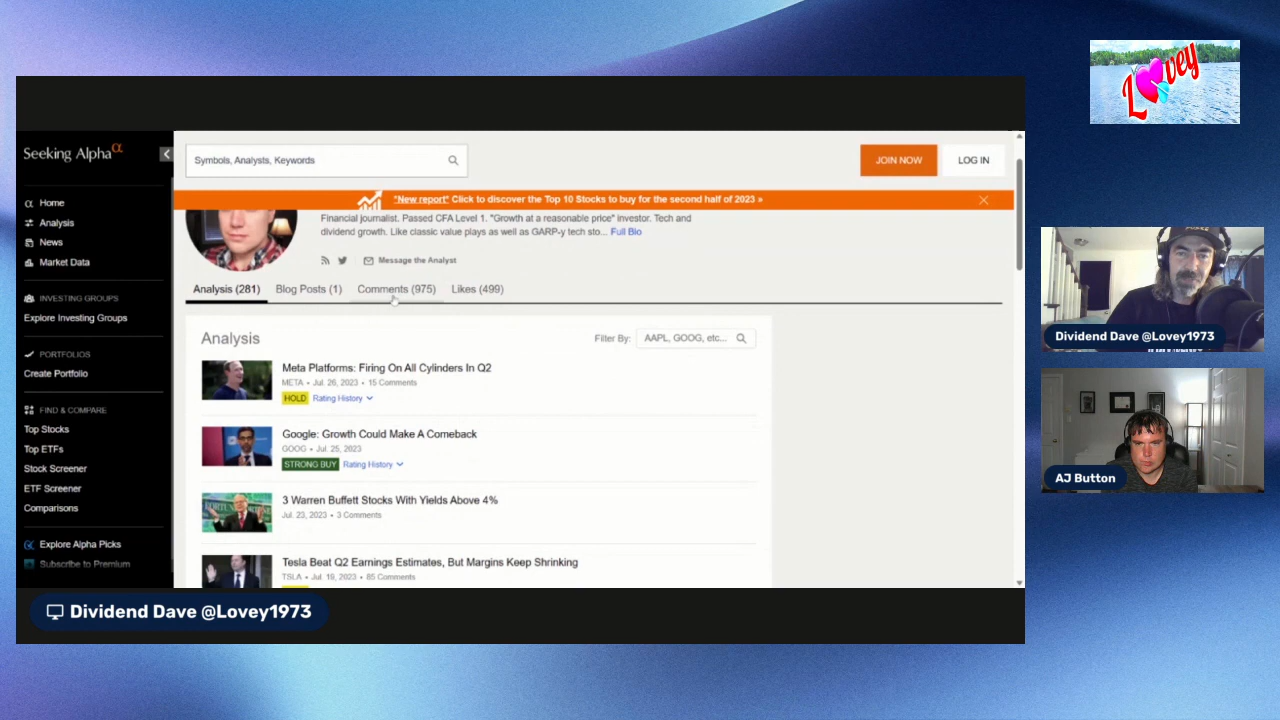 Lovey
Seeking Alpha α
Symbols, Analysts, Keywords
JOIN NOW
LOG IN
"New report" Click to discover the Top 10 Stocks to buy for the second half of 2023 »
Home
Analysis
News
Market Data
INVESTING GROUPS
Explore Investing Groups
PORTFOLIOS
Create Portfolio
FIND & COMPARE
Top Stocks
Top ETFs
Stock Screener
ETF Screener
Comparisons
Explore Alpha Picks
Subscribe to Premium
Financial journalist. Passed CFA Level 1. "Growth at a reasonable price" investor. Tech and
dividend growth. Like classic value plays as well as GARP-y tech sto... Full Bio
Message the Analyst
Analysis (281) Blog Posts (1) Comments (975) Likes (499)
Analysis
Filter By: AAPL, GOOG, etc...
Meta Platforms: Firing On All Cylinders In Q2
META • Jul. 26, 2023 • 15 Comments
HOLD Rating History
Google: Growth Could Make A Comeback
GOOG • Jul. 25, 2023
STRONG BUY Rating History
3 Warren Buffett Stocks With Yields Above 4%
Jul. 23, 2023 • 3 Comments
Tesla Beat Q2 Earnings Estimates, But Margins Keep Shrinking
TSLA • Jul. 19, 2023 • 85 Comments
Dividend Dave @Lovey1973
AJ Button
Dividend Dave @Lovey1973